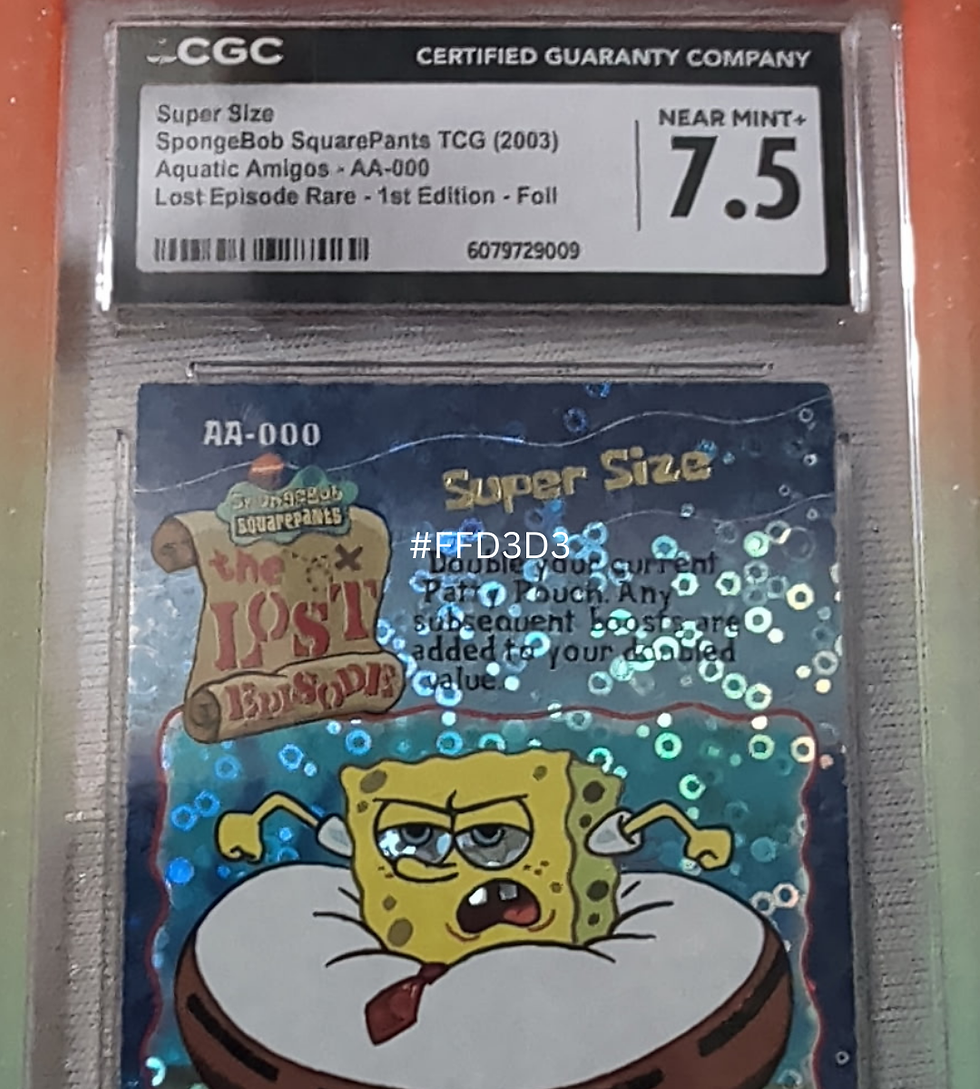 CGC
CERTIFIED GUARANTY COMPANY
Super Size
SpongeBob SquarePants TCG (2003)
Aquatic Amigos - AA-000
Lost Episode Rare - 1st Edition - Foil
NEAR MINT+
7.5
6079729009
AA-000
SpongeBob
SquarePants
the
LOST
EPISODE
Super Size
#FFD3D3
Double your current
Patty Pouch. Any
subsequent boosts are
added to your doubled
value.